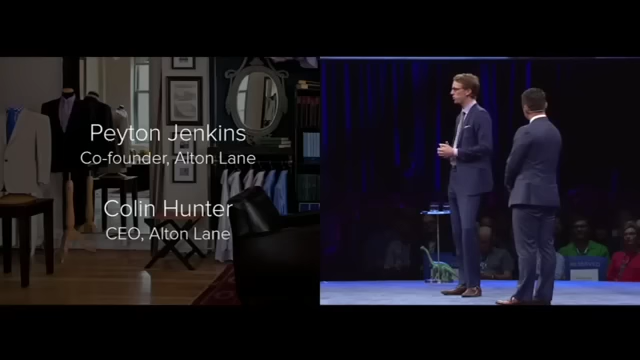 Peyton Jenkins
Co-founder, Alton Lane
Colin Hunter
CEO, Alton Lane